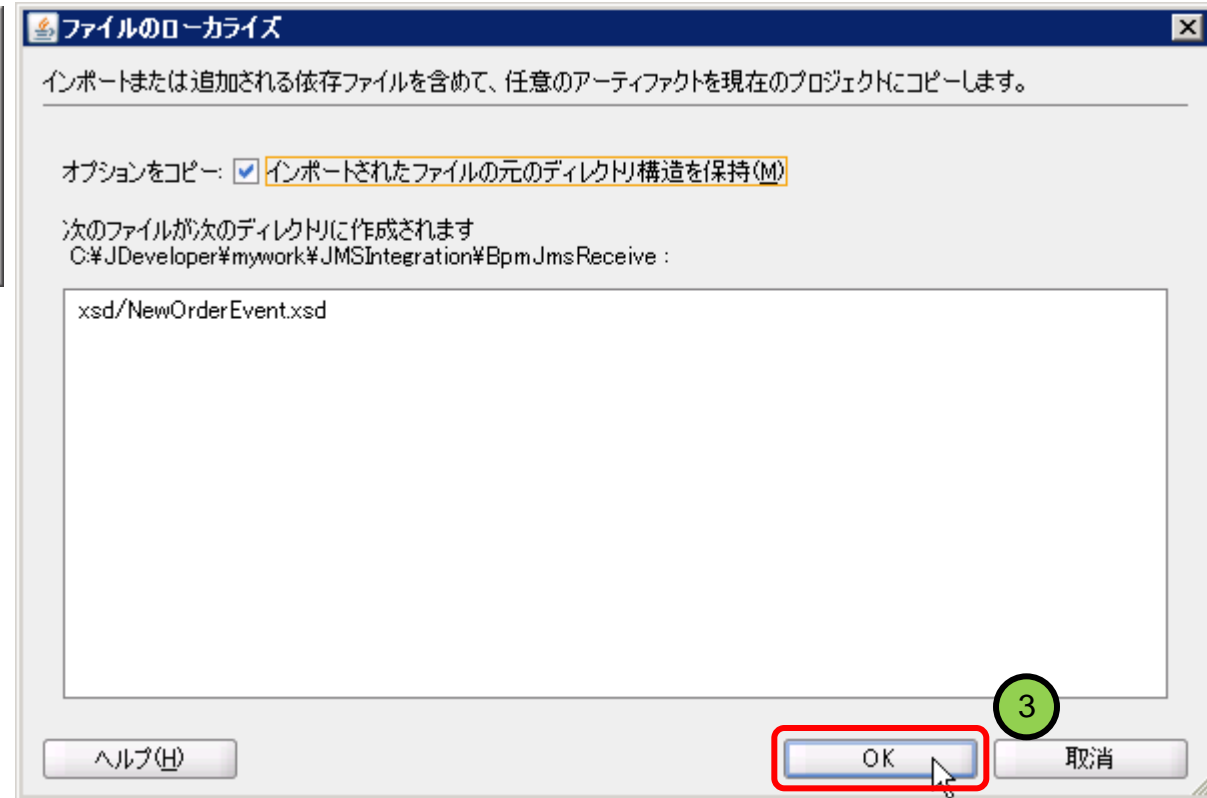 ファイルのローカライズ
インポートまたは追加される依存ファイルを含めて、任意のアーティファクトを現在のプロジェクトにコピーします。
オプションをコピー: インポートされたファイルの元のディレクトリ構造を保持(M)
次のファイルが次のディレクトリに作成されます
C:¥JDeveloper¥mywork¥JMSIntegration¥BpmJmsReceive :
xsd/NewOrderEvent.xsd
3
ヘルプ(H) OK 取消